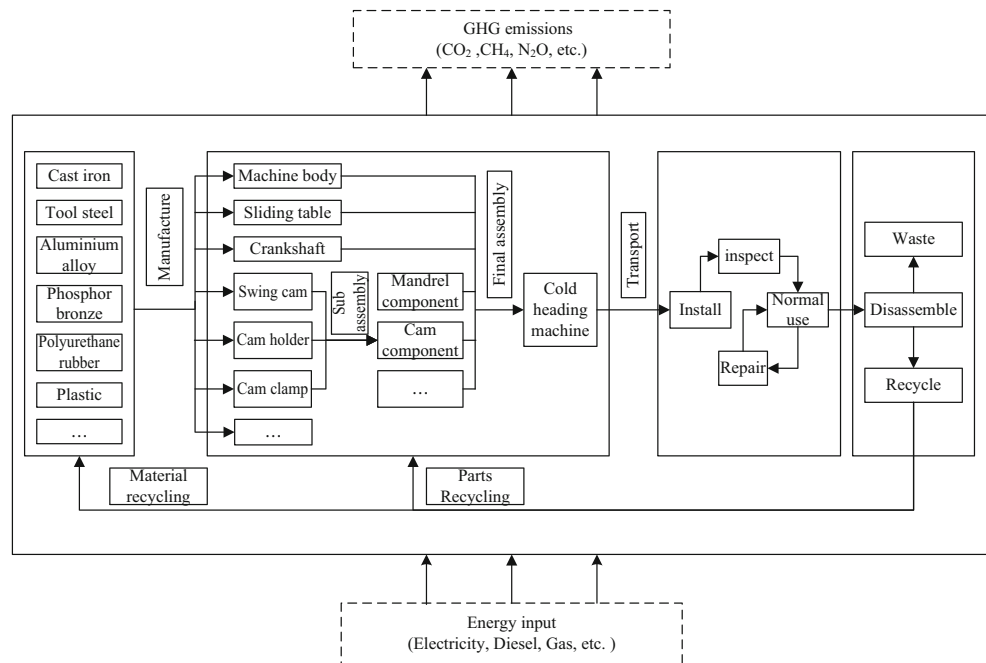 GHG emissions
(CO₂ ,CH₄, N₂O, etc.)
Cast iron
Tool steel
Aluminium
alloy
Phosphor
bronze
Polyurethane
rubber
Plastic
…
Manufacture
Machine body
Sliding table
Crankshaft
Swing cam
Cam holder
Cam clamp
…
Sub
assembly
Mandrel
component
Cam
component
…
Final assembly
Cold
heading
machine
Transport
Install
inspect
Normal
use
Repair
Waste
Disassemble
Recycle
Material
recycling
Parts
Recycling
Energy input
(Electricity, Diesel, Gas, etc. )